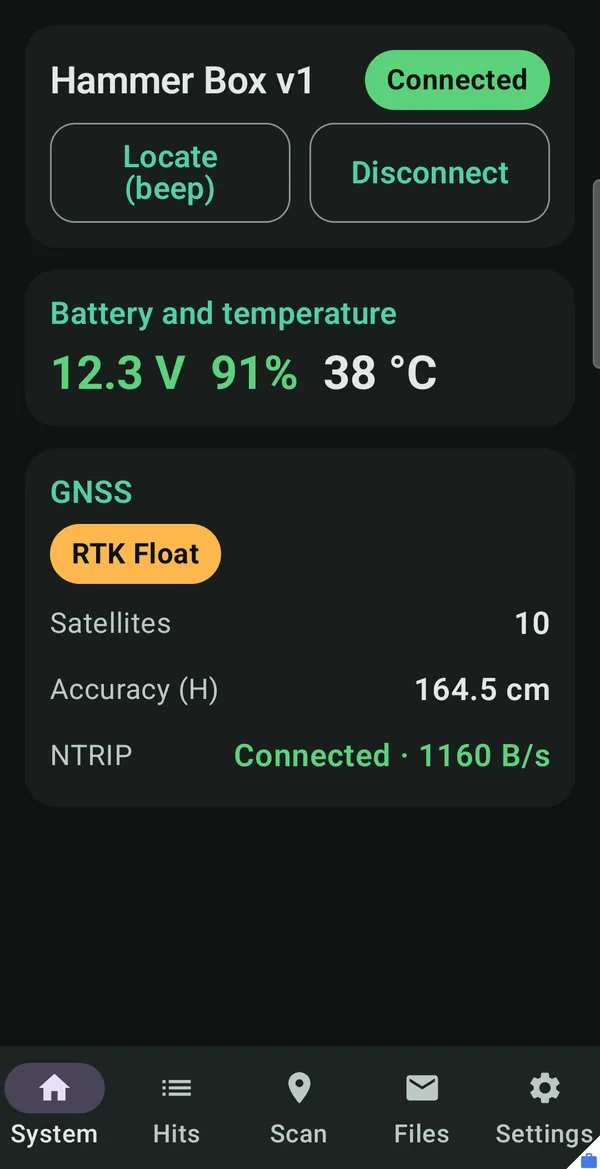 Hammer Box v1
Connected
Locate
(beep)
Disconnect
Battery and temperature
12.3 V 91% 38 °C
GNSS
RTK Float
Satellites 10
Accuracy (H) 164.5 cm
NTRIP Connected · 1160 B/s
System Hits Scan Files Settings